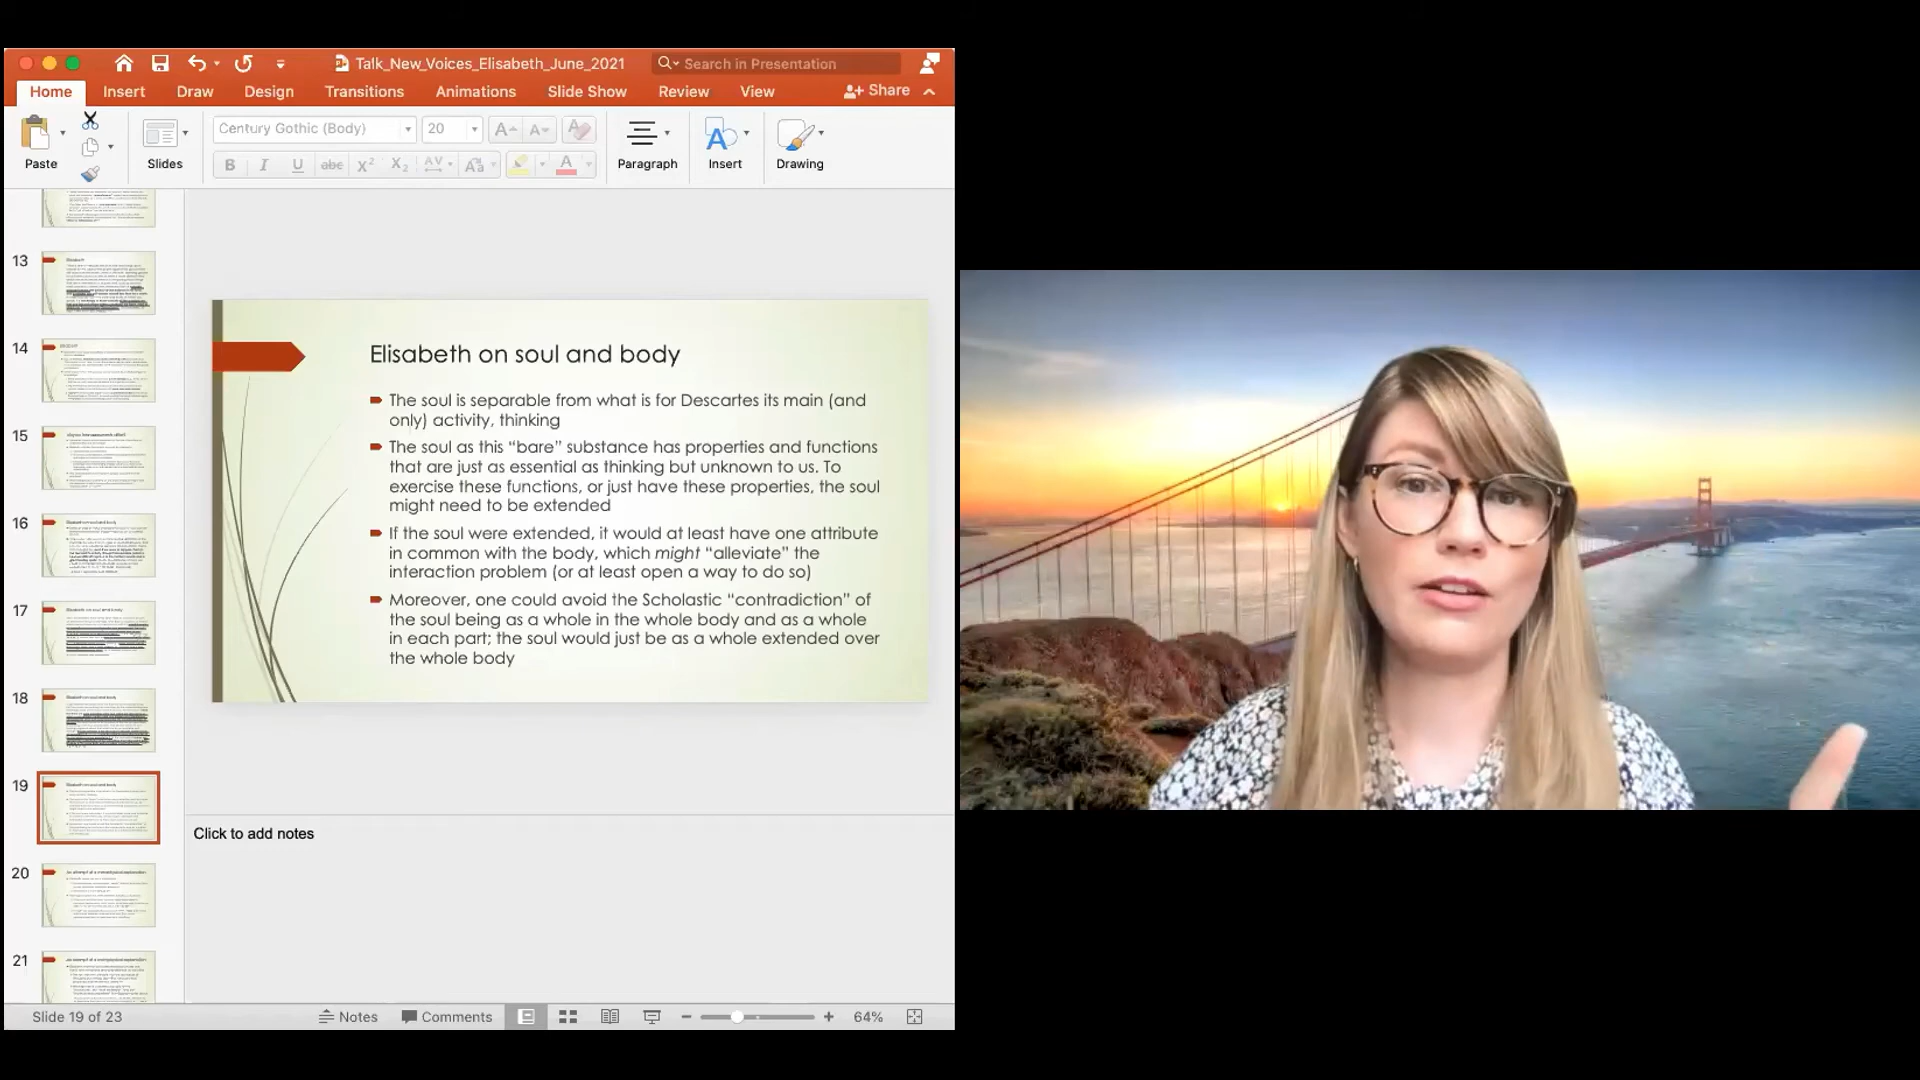 Talk_New_Voices_Elisabeth_June_2021
Search in Presentation
Home Insert Draw Design Transitions Animations Slide Show Review View Share
Century Gothic (Body) 20
Paste Slides Paragraph Insert Drawing
13
14
15
16
17
18
19
20
21
Elisabeth on soul and body
The soul is separable from what is for Descartes its main (and
only) activity, thinking
The soul as this “bare” substance has properties and functions
that are just as essential as thinking but unknown to us. To
exercise these functions, or just have these properties, the soul
might need to be extended
If the soul were extended, it would at least have one attribute
in common with the body, which might “alleviate” the
interaction problem (or at least open a way to do so)
Moreover, one could avoid the Scholastic “contradiction” of
the soul being as a whole in the whole body and as a whole
in each part; the soul would just be as a whole extended over
the whole body
Click to add notes
Slide 19 of 23 Notes Comments 64%